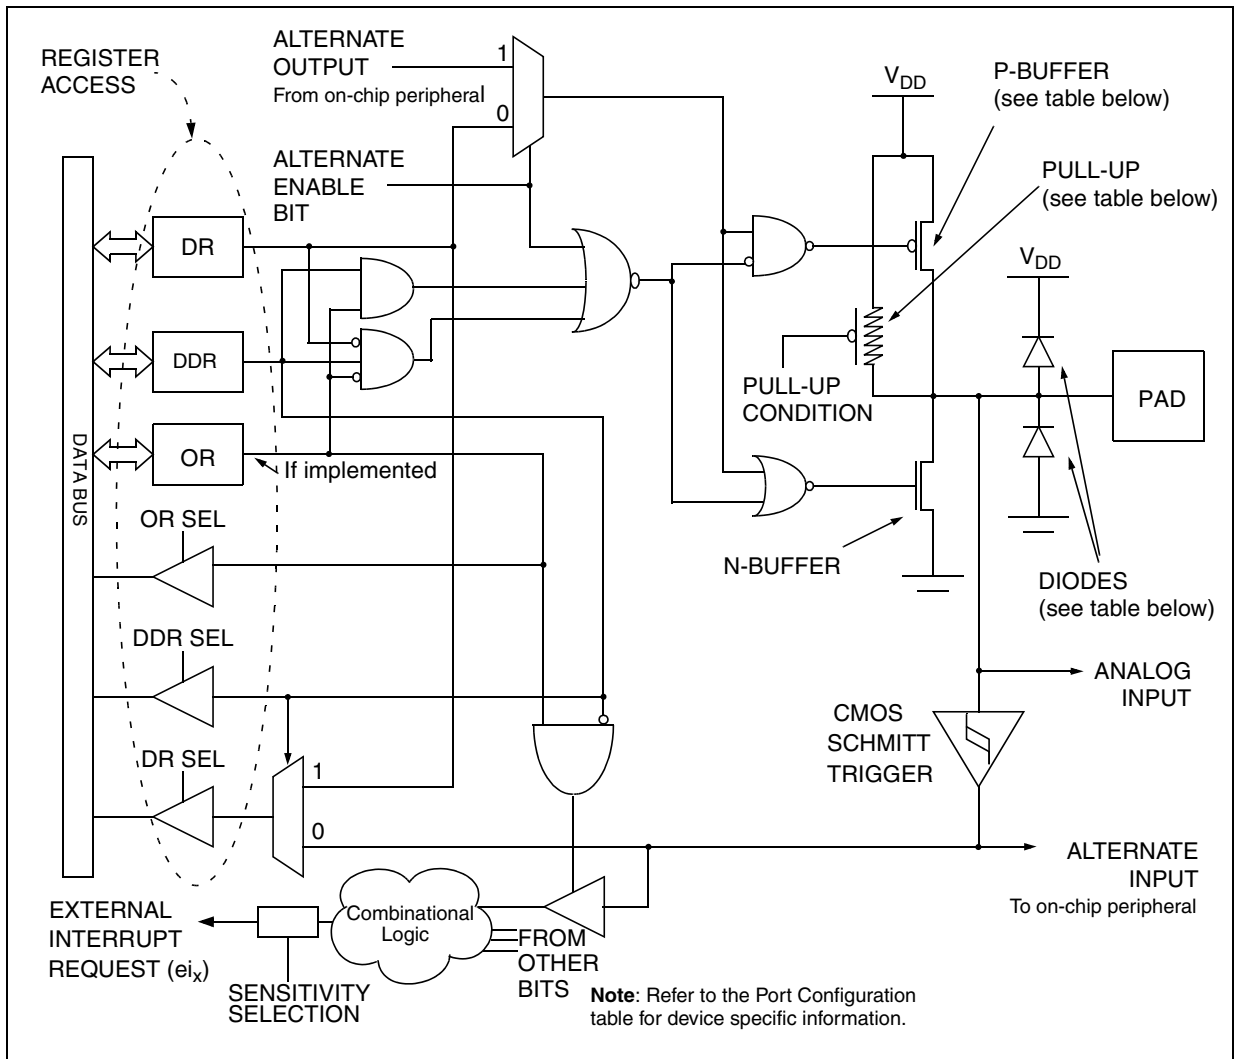 REGISTER
ACCESS
ALTERNATE
OUTPUT
From on-chip peripheral
1
0
ALTERNATE
ENABLE
BIT
VDD
P-BUFFER
(see table below)
PULL-UP
(see table below)
VDD
DR
DDR
OR
If implemented
DATA BUS
PULL-UP
CONDITION
PAD
N-BUFFER
DIODES
(see table below)
OR SEL
DDR SEL
DR SEL
1
0
ANALOG
INPUT
CMOS
SCHMITT
TRIGGER
ALTERNATE
INPUT
To on-chip peripheral
EXTERNAL
INTERRUPT
REQUEST (eix)
Combinational
Logic
SENSITIVITY
SELECTION
FROM
OTHER
BITS
Note: Refer to the Port Configuration
table for device specific information.